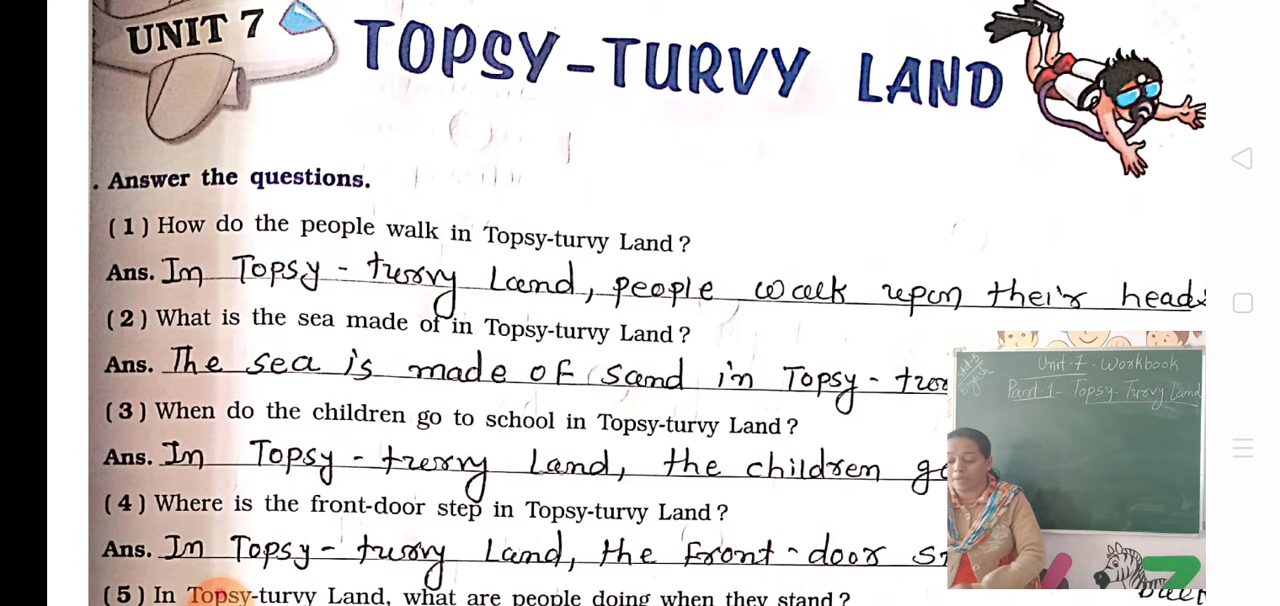 UNIT 7
TOPSY-TURVY LAND
. Answer the questions.
(1) How do the people walk in Topsy-turvy Land?
Ans. In Topsy-turvy Land, people walk upon their heads
(2) What is the sea made of in Topsy-turvy Land?
Ans. The sea is made of sand in Topsy-
(3) When do the children go to school in Topsy-turvy Land?
Ans. In Topsy-turvy Land, the children
(4) Where is the front-door step in Topsy-turvy Land?
Ans. In Topsy-turvy Land, the front-door
(5) In Topsy-turvy Land, what are people doing when they stand?
Unit-7-Workbook
Part 1- Topsy-Turvy Land
English